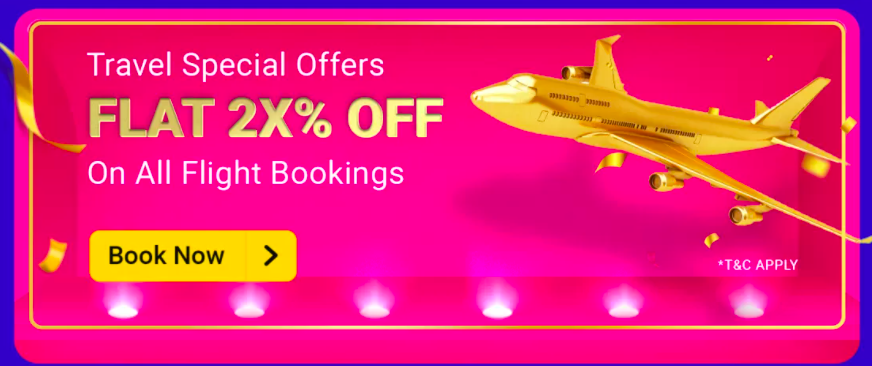 Travel Special Offers
FLAT 2X% OFF
On All Flight Bookings
Book Now
*T&C APPLY